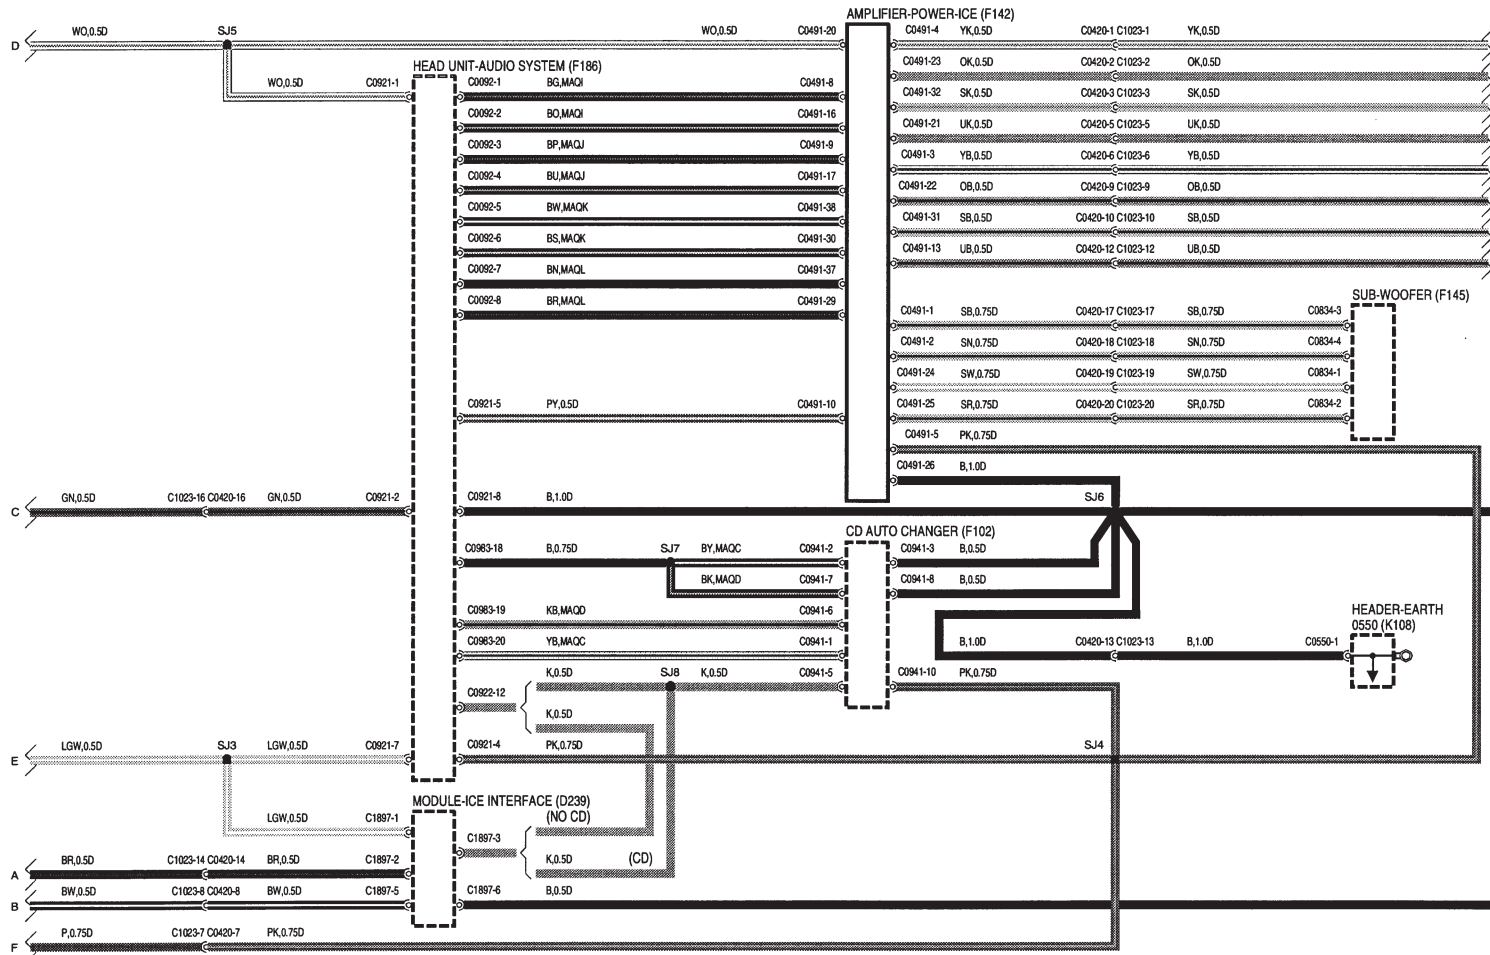 AMPLIFIER-POWER-ICE (F142)
D WO,0.5D SJ5 WO,0.5D C0491-20 C0491-4 YK,0.5D C0420-1 C1023-1 YK,0.5D
HEAD UNIT-AUDIO SYSTEM (F186) C0491-23 OK,0.5D C0420-2 C1023-2 OK,0.5D
WO,0.5D C0921-1 C0092-1 BG,MAQI C0491-8 C0491-32 SK,0.5D C0420-3 C1023-3 SK,0.5D
C0092-2 BO,MAQI C0491-16 C0491-21 UK,0.5D C0420-5 C1023-5 UK,0.5D
C0092-3 BP,MAQJ C0491-9 C0491-3 YB,0.5D C0420-6 C1023-6 YB,0.5D
C0092-4 BU,MAQJ C0491-17 C0491-22 OB,0.5D C0420-9 C1023-9 OB,0.5D
C0092-5 BW,MAQK C0491-38 C0491-31 SB,0.5D C0420-10 C1023-10 SB,0.5D
C0092-6 BS,MAQK C0491-30 C0491-13 UB,0.5D C0420-12 C1023-12 UB,0.5D
C0092-7 BN,MAQL C0491-37
C0092-8 BR,MAQL C0491-29 SUB-WOOFER (F145)
C0491-1 SB,0.75D C0420-17 C1023-17 SB,0.75D C0834-3
C0491-2 SN,0.75D C0420-18 C1023-18 SN,0.75D C0834-4
C0491-24 SW,0.75D C0420-19 C1023-19 SW,0.75D C0834-1
C0921-5 PY,0.5D C0491-10 C0491-25 SR,0.75D C0420-20 C1023-20 SR,0.75D C0834-2
C0491-5 PK,0.75D
C0491-26 B,1.0D
C GN,0.5D C1023-16 C0420-16 GN,0.5D C0921-2 C0921-8 B,1.0D SJ6
CD AUTO CHANGER (F102)
C0983-18 B,0.75D SJ7 BY,MAQC C0941-2 C0941-3 B,0.5D
BK,MAQD C0941-7 C0941-8 B,0.5D
C0983-19 KB,MAQD C0941-6 HEADER-EARTH
0550 (K108)
C0983-20 YB,MAQC C0941-1 B,1.0D C0420-13 C1023-13 B,1.0D C0550-1
K,0.5D SJ8 K,0.5D C0941-5 C0941-10 PK,0.75D
C0922-12
K,0.5D
E LGW,0.5D SJ3 LGW,0.5D C0921-7 C0921-4 PK,0.75D SJ4
MODULE-ICE INTERFACE (D239)
(NO CD)
LGW,0.5D C1897-1
C1897-3
A BR,0.5D C1023-14 C0420-14 BR,0.5D C1897-2 K,0.5D (CD)
B BW,0.5D C1023-8 C0420-8 BW,0.5D C1897-5 C1897-6 B,0.5D
F P,0.75D C1023-7 C0420-7 PK,0.75D